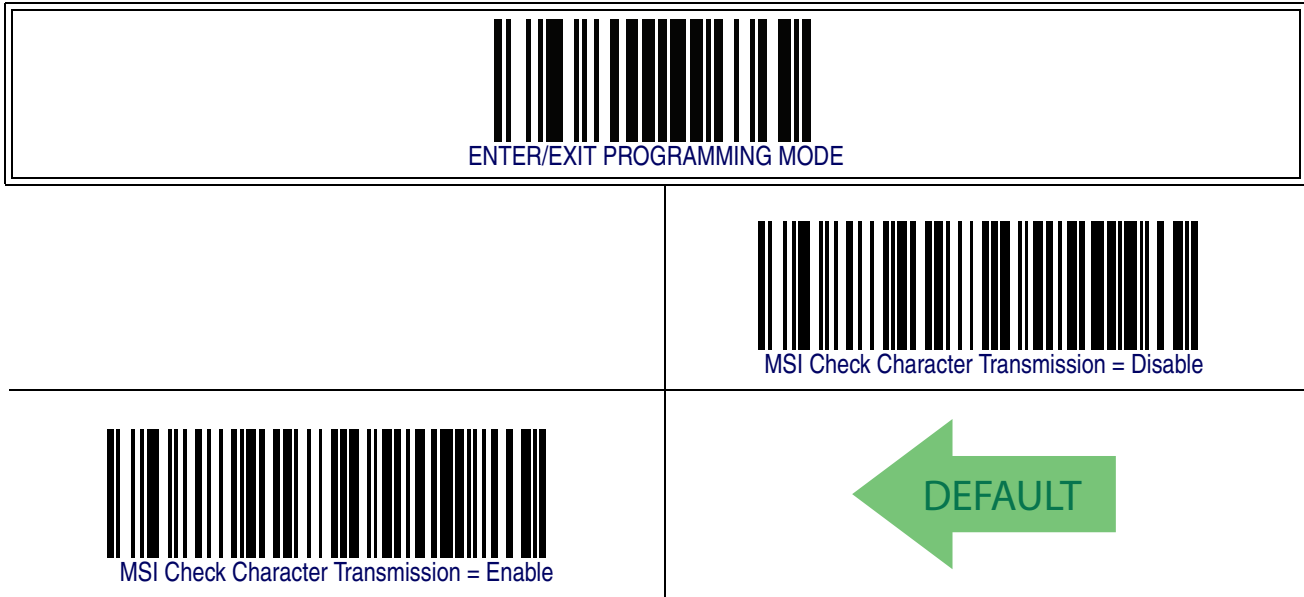 ENTER/EXIT PROGRAMMING MODE
MSI Check Character Transmission = Disable
MSI Check Character Transmission = Enable
DEFAULT